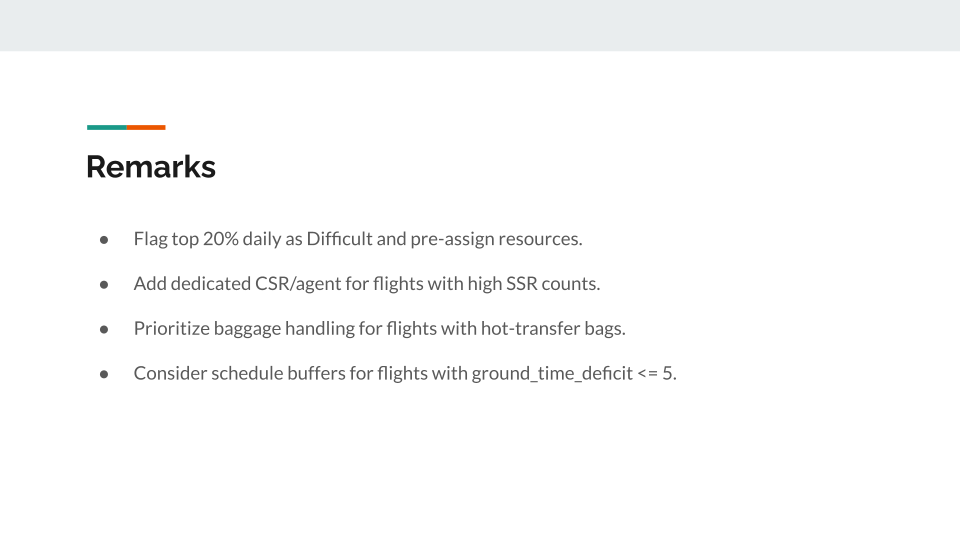 Remarks
● Flag top 20% daily as Difficult and pre-assign resources.
● Add dedicated CSR/agent for flights with high SSR counts.
● Prioritize baggage handling for flights with hot-transfer bags.
● Consider schedule buffers for flights with ground_time_deficit <= 5.